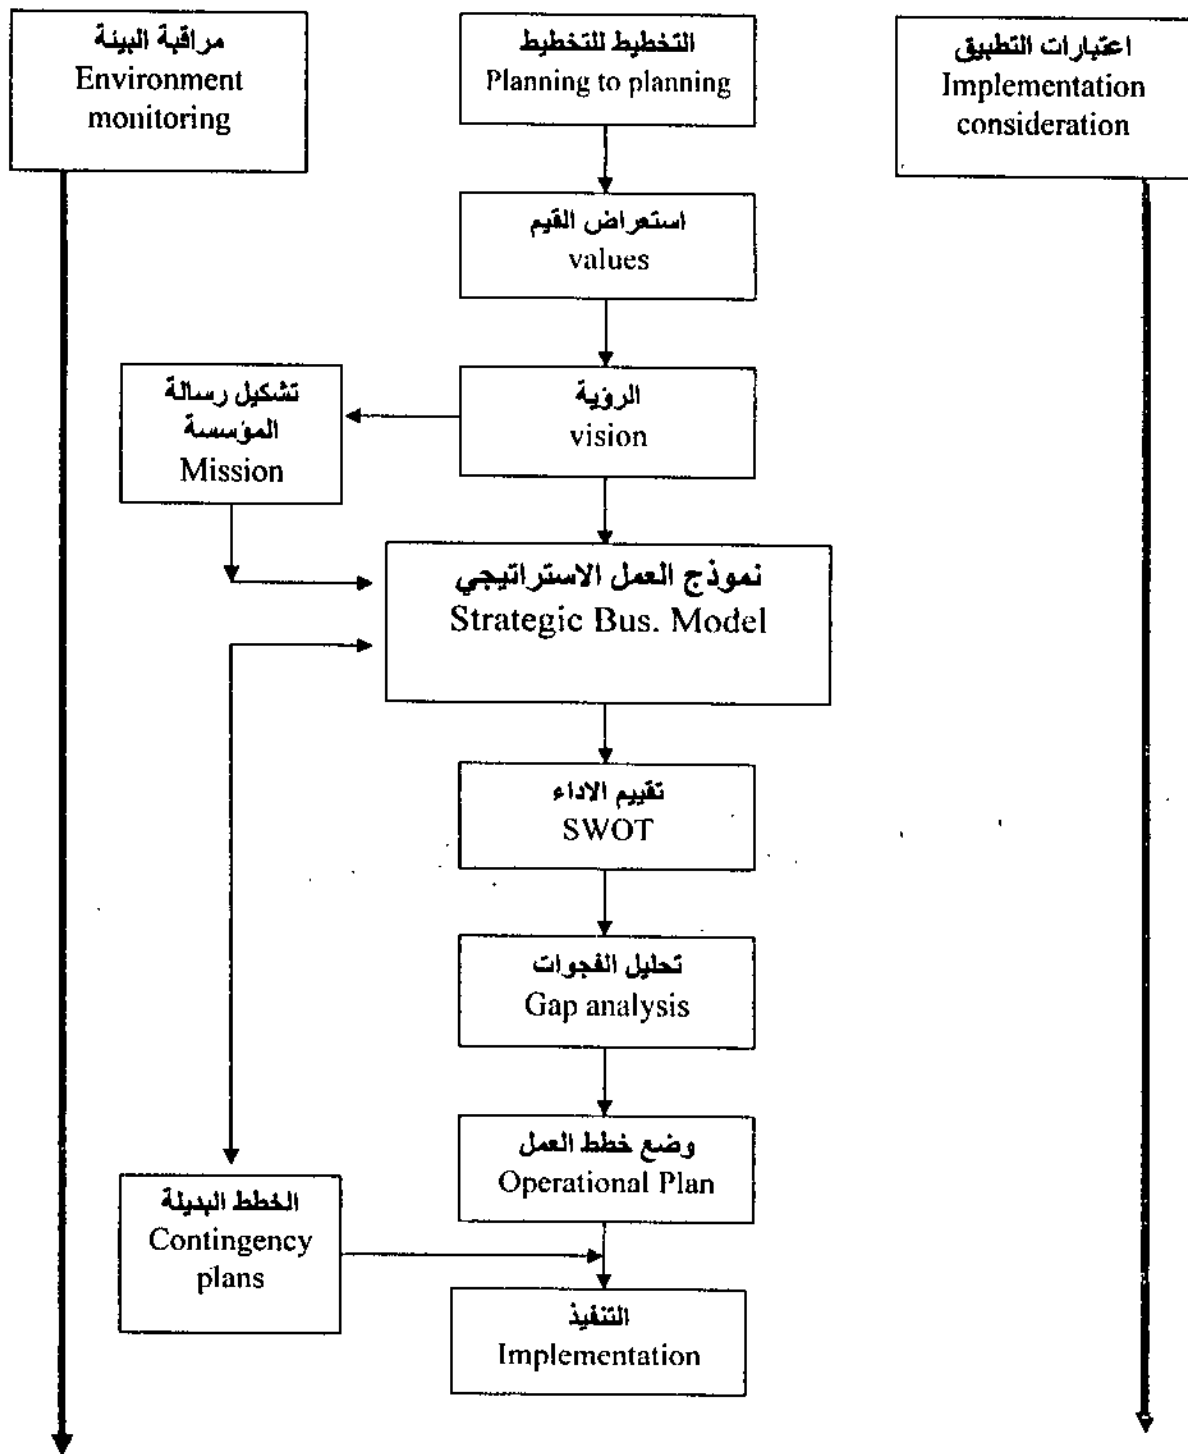 مراقبة البيئة
Environment
monitoring
التخطيط للتخطيط
Planning to planning
اعتبارات التطبيق
Implementation
consideration
استعراض القيم
values
الرؤية
vision
تشكيل رسالة
المؤسسة
Mission
نموذج العمل الاستراتيجي
Strategic Bus. Model
تقييم الاداء
SWOT
تحليل الفجوات
Gap analysis
وضع خطط العمل
Operational Plan
الخطط البديلة
Contingency
plans
التنفيذ
Implementation